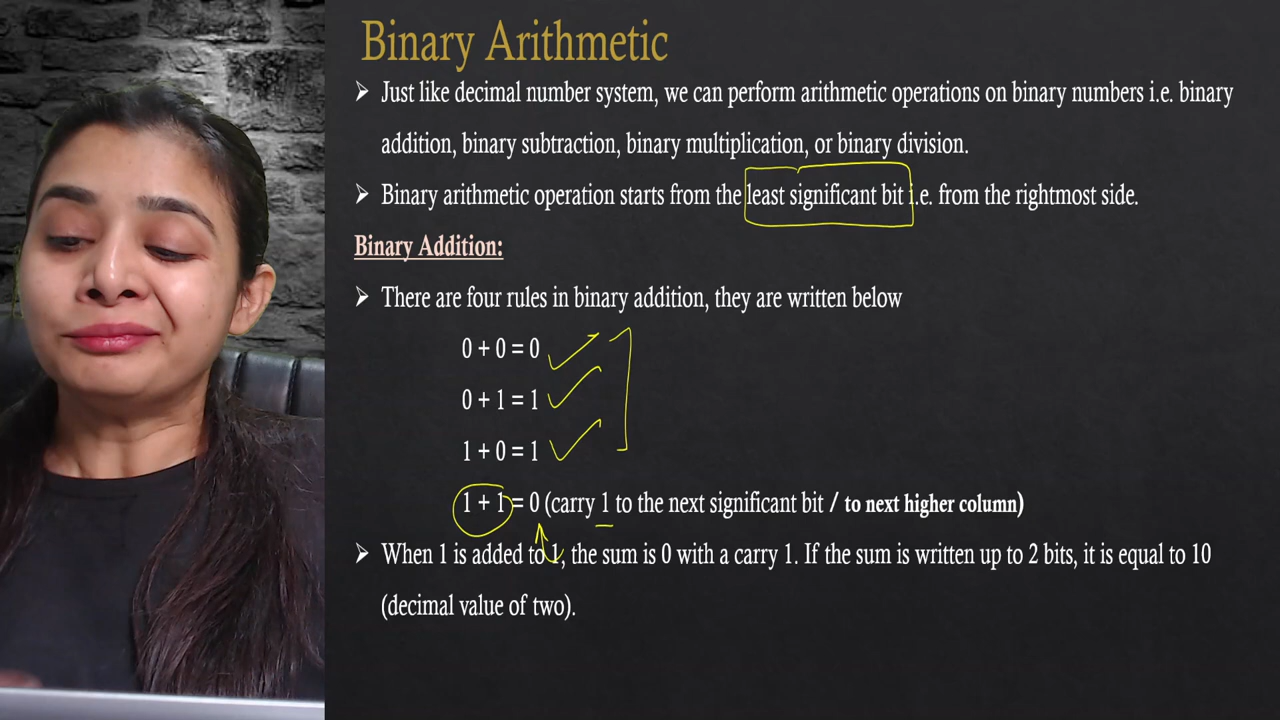 Binary Arithmetic
➢ Just like decimal number system, we can perform arithmetic operations on binary numbers i.e. binary
addition, binary subtraction, binary multiplication, or binary division.
➢ Binary arithmetic operation starts from the least significant bit i.e. from the rightmost side.
Binary Addition:
➢ There are four rules in binary addition, they are written below
0 + 0 = 0
0 + 1 = 1
1 + 0 = 1
1 + 1 = 0 (carry 1 to the next significant bit / to next higher column)
➢ When 1 is added to 1, the sum is 0 with a carry 1. If the sum is written up to 2 bits, it is equal to 10
(decimal value of two).